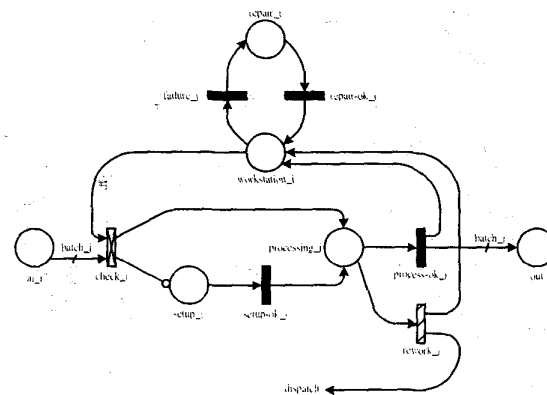 repair_i
failure_i
repair-ok_i
workstation_i
batch_i
batch_i
processing_i
check_i
process-ok_i
in_i
out
setup_i
setup-ok_i
rework_i
dispatch